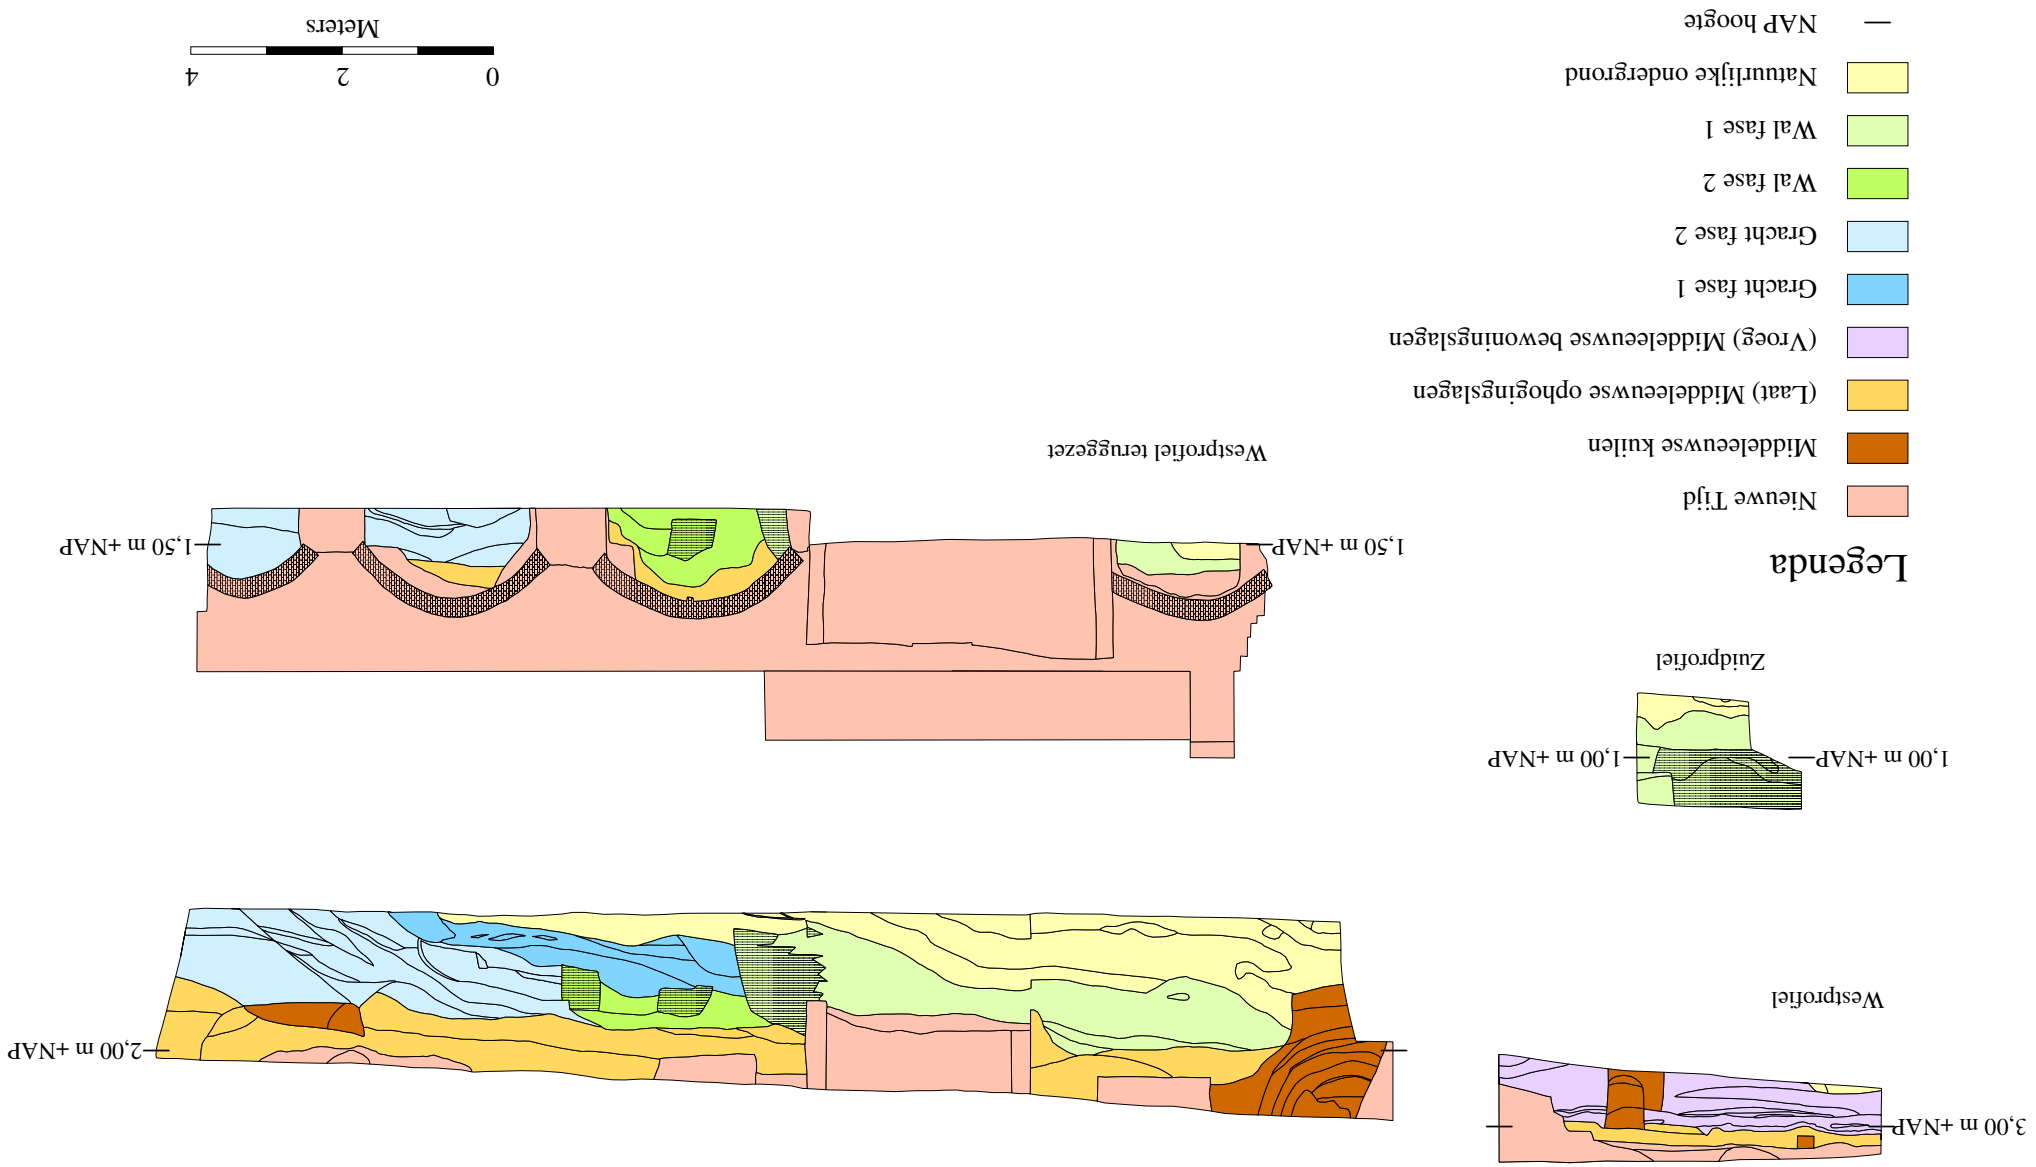 3,00 m +NAP
2,00 m +NAP
Westprofiel
1,00 m +NAP
1,00 m +NAP
Zuidprofiel
1,50 m +NAP
1,50 m +NAP
Westprofiel teruggezet
Legenda
Nieuwe Tijd
Middeleeuwse kuilen
(Laat) Middeleeuwse ophogingslagen
(Vroeg) Middeleeuwse bewoningslagen
Gracht fase 1
Gracht fase 2
Wal fase 2
Wal fase 1
Natuurlijke ondergrond
NAP hoogte
0 2 4
Meters